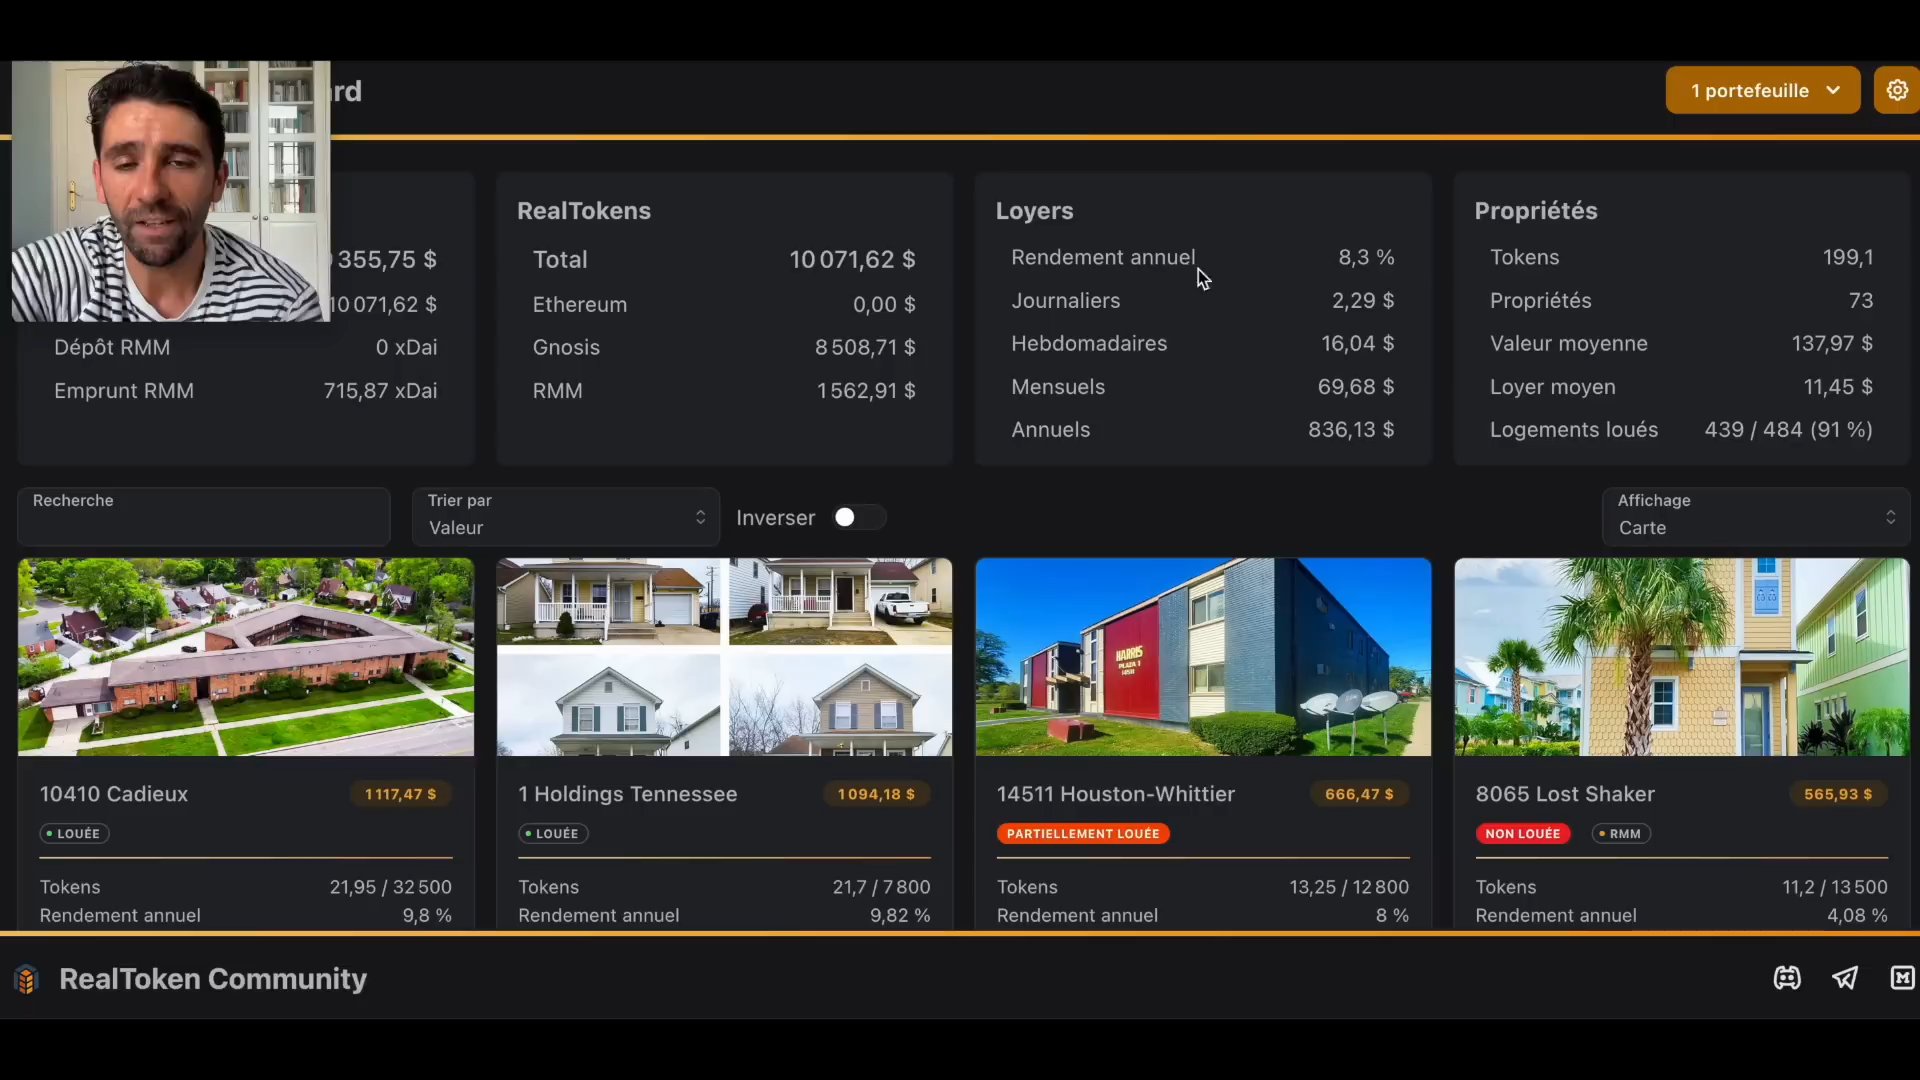 rd
1 portefeuille
355,75 $
10 071,62 $
Dépôt RMM 0 xDai
Emprunt RMM 715,87 xDai
RealTokens
Total 10 071,62 $
Ethereum 0,00 $
Gnosis 8 508,71 $
RMM 1 562,91 $
Loyers
Rendement annuel 8,3 %
Journaliers 2,29 $
Hebdomadaires 16,04 $
Mensuels 69,68 $
Annuels 836,13 $
Propriétés
Tokens 199,1
Propriétés 73
Valeur moyenne 137,97 $
Loyer moyen 11,45 $
Logements loués 439 / 484 (91 %)
Recherche
Trier par
Valeur
Inverser
Affichage
Carte
HARRIS
PLAZA 1
14511
10410 Cadieux 1 117,47 $
LOUÉE
Tokens 21,95 / 32 500
Rendement annuel 9,8 %
1 Holdings Tennessee 1 094,18 $
LOUÉE
Tokens 21,7 / 7 800
Rendement annuel 9,82 %
14511 Houston-Whittier 666,47 $
PARTIELLEMENT LOUÉE
Tokens 13,25 / 12 800
Rendement annuel 8 %
8065 Lost Shaker 565,93 $
NON LOUÉE RMM
Tokens 11,2 / 13 500
Rendement annuel 4,08 %
RealToken Community